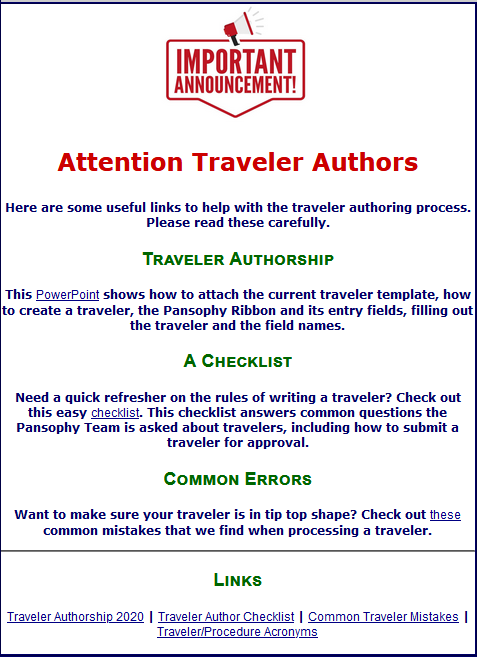 IMPORTANT
ANNOUNCEMENT!
Attention Traveler Authors
Here are some useful links to help with the traveler authoring process.
Please read these carefully.
Traveler Authorship
This PowerPoint shows how to attach the current traveler template, how
to create a traveler, the Pansophy Ribbon and its entry fields, filling out
the traveler and the field names.
A Checklist
Need a quick refresher on the rules of writing a traveler? Check out
this easy checklist. This checklist answers common questions the
Pansophy Team is asked about travelers, including how to submit a
traveler for approval.
Common Errors
Want to make sure your traveler is in tip top shape? Check out these
common mistakes that we find when processing a traveler.
Links
Traveler Authorship 2020 | Traveler Author Checklist | Common Traveler Mistakes |
Traveler/Procedure Acronyms